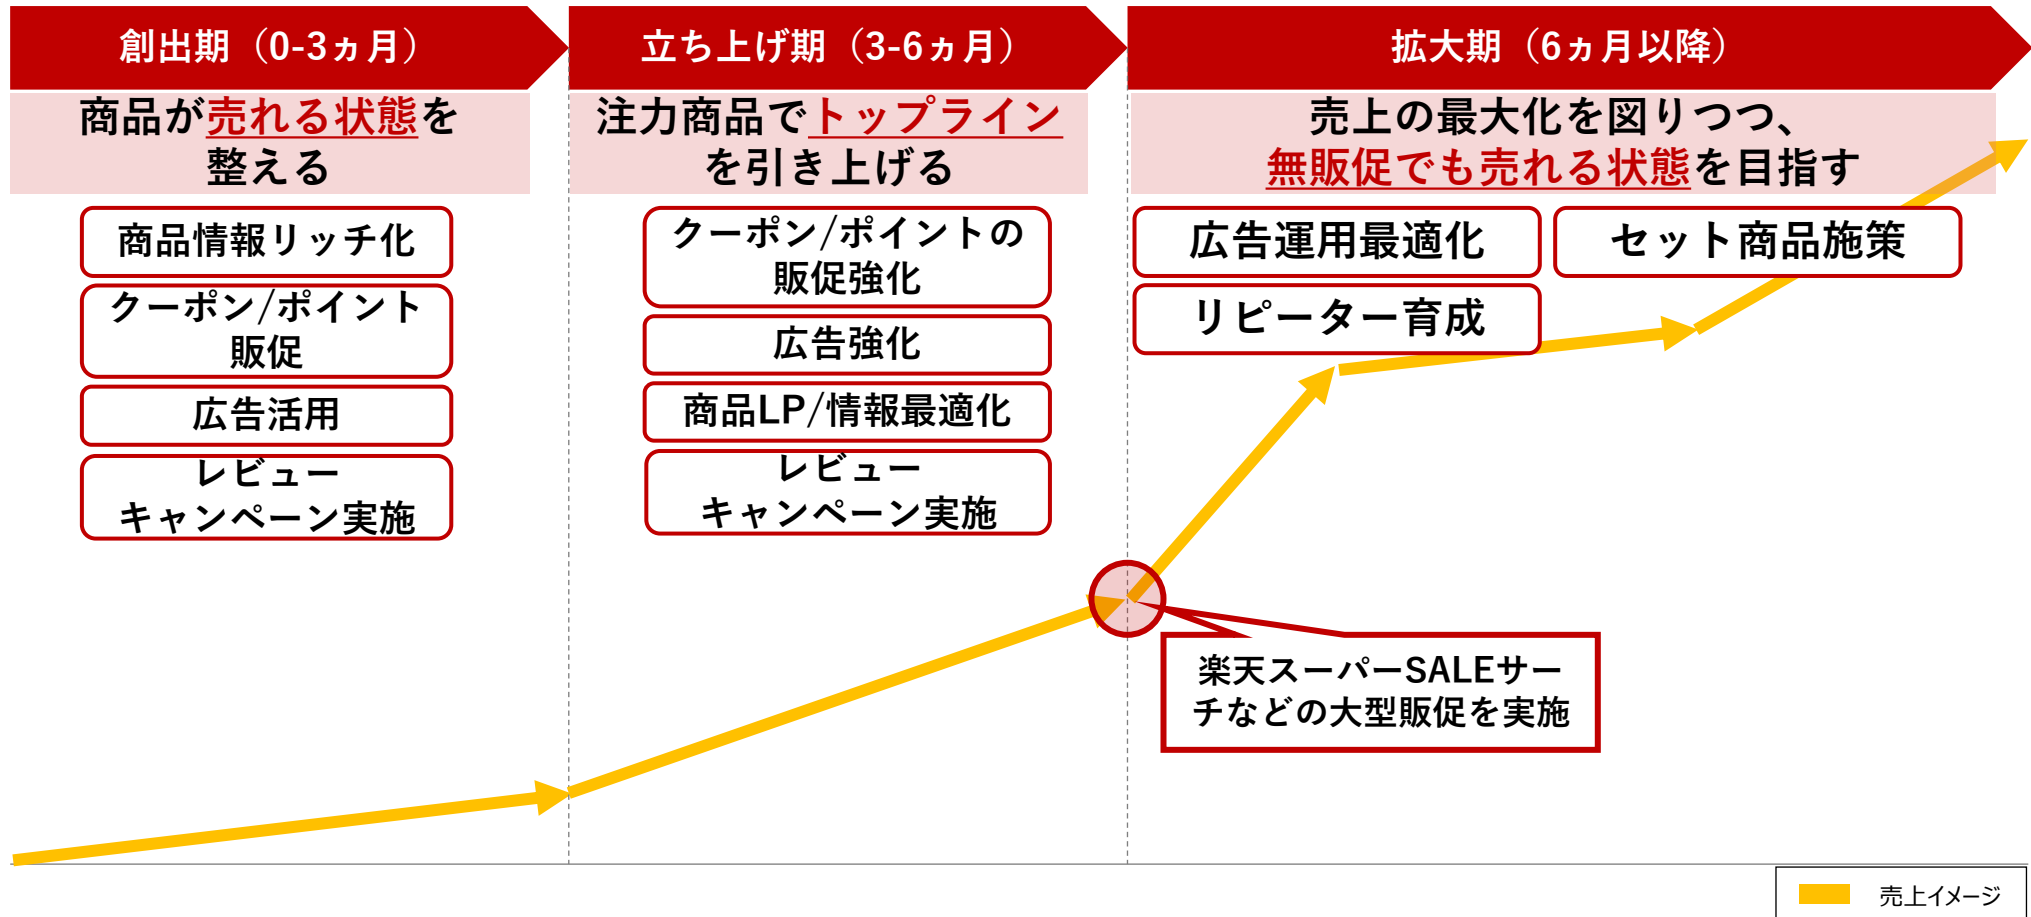 創出期（0-3ヵ月）
立ち上げ期（3-6ヵ月）
拡大期（6ヵ月以降）
商品が売れる状態を
整える
注力商品でトップライン
を引き上げる
売上の最大化を図りつつ、
無販促でも売れる状態を目指す
商品情報リッチ化
クーポン/ポイント
販促
広告活用
レビュー
キャンペーン実施
クーポン/ポイントの
販促強化
広告強化
商品LP/情報最適化
レビュー
キャンペーン実施
広告運用最適化
セット商品施策
リピーター育成
楽天スーパーSALEサー
チなどの大型販促を実施
売上イメージ